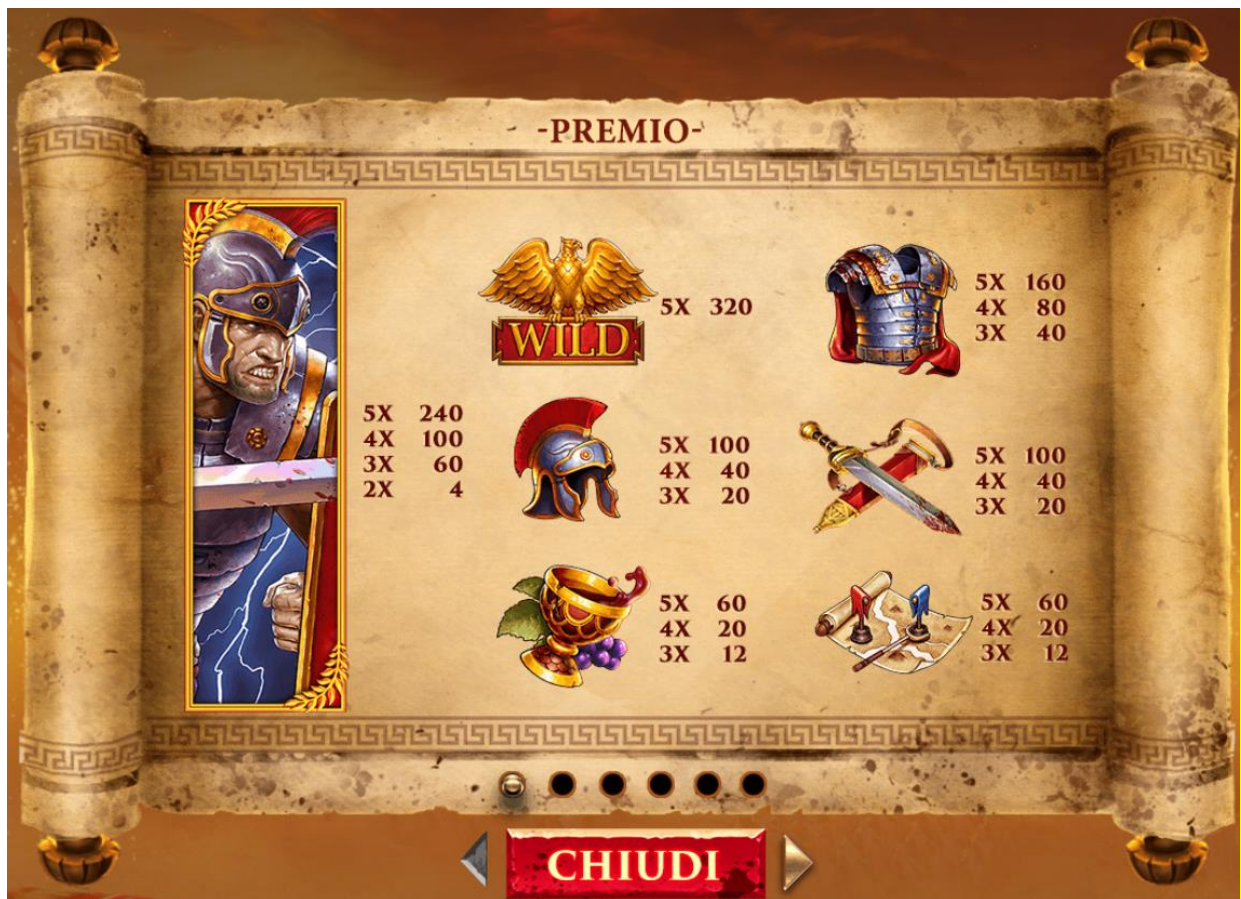 -PREMIO-
5X 240
4X 100
3X 60
2X 4
WILD
5X 320
5X 160
4X 80
3X 40
5X 100
4X 40
3X 20
5X 100
4X 40
3X 20
5X 60
4X 20
3X 12
5X 60
4X 20
3X 12
CHIUDI